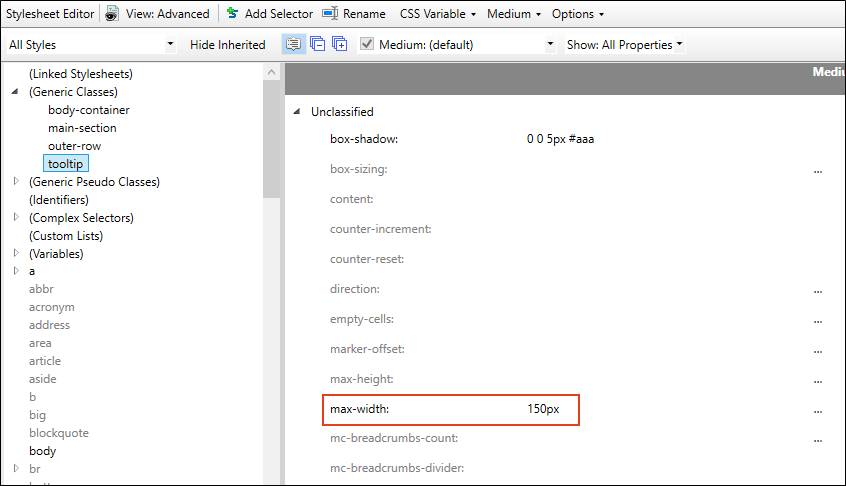 Stylesheet Editor View: Advanced Add Selector Rename CSS Variable Medium Options
All Styles Hide Inherited Medium: (default) Show: All Properties
(Linked Stylesheets)
(Generic Classes)
body-container
main-section
outer-row
tooltip
(Generic Pseudo Classes)
(Identifiers)
(Complex Selectors)
(Custom Lists)
(Variables)
a
abbr
acronym
address
area
article
aside
b
big
blockquote
body
br
Mediu
Unclassified
box-shadow: 0 0 5px #aaa
box-sizing: ...
content:
counter-increment:
counter-reset:
direction: ...
empty-cells: ...
marker-offset: ...
max-height: ...
max-width: 150px ...
mc-breadcrumbs-count: ...
mc-breadcrumbs-divider: